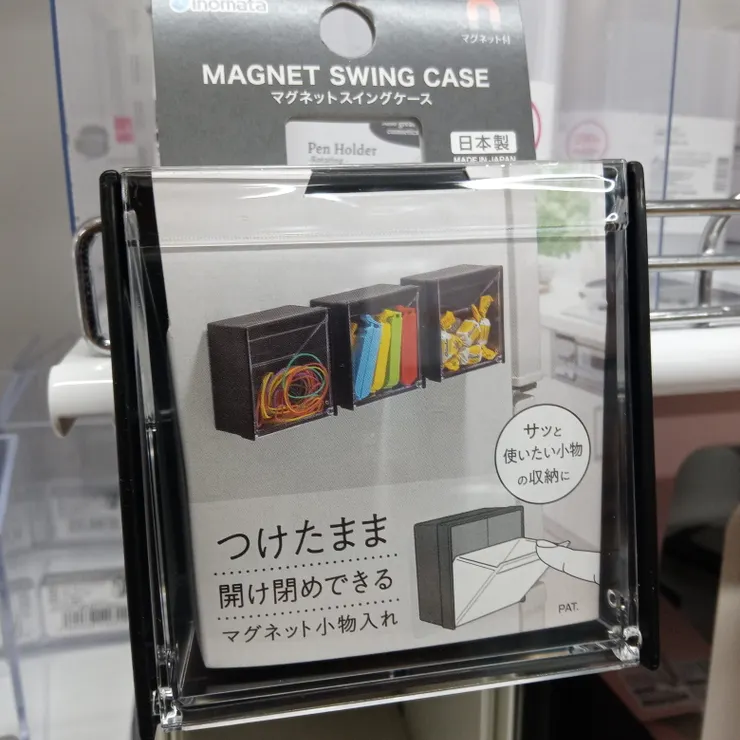 inomata
マグネット付
MAGNET SWING CASE
マグネットスイングケース
Pen Holder
日本製
MADE IN JAPAN
サッと
使いたい小物
の収納に
つけたまま
開け閉めできる
マグネット小物入れ
PAT.